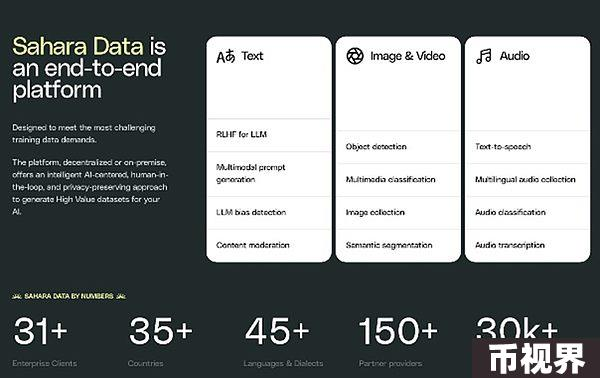 Sahara Data is
an end-to-end
platform
Designed to meet the most challenging
training data demands.
The platform, decentralized or on-premise,
offers an intelligent AI-centered, human-in-
the-loop, and privacy-preserving approach
to generate High Value datasets for your
AI.
Aあ Text
RLHF for LLM
Multimodal prompt
generation
LLM bias detection
Content moderation
Image & Video
Object detection
Multimedia classification
Image collection
Semantic segmentation
Audio
Text-to-speech
Multilingual audio collection
Audio classification
Audio transcription
SAHARA DATA BY NUMBERS
31+
Enterprise Clients
35+
Countries
45+
Languages & Dialects
150+
Partner providers
30k+
币视界